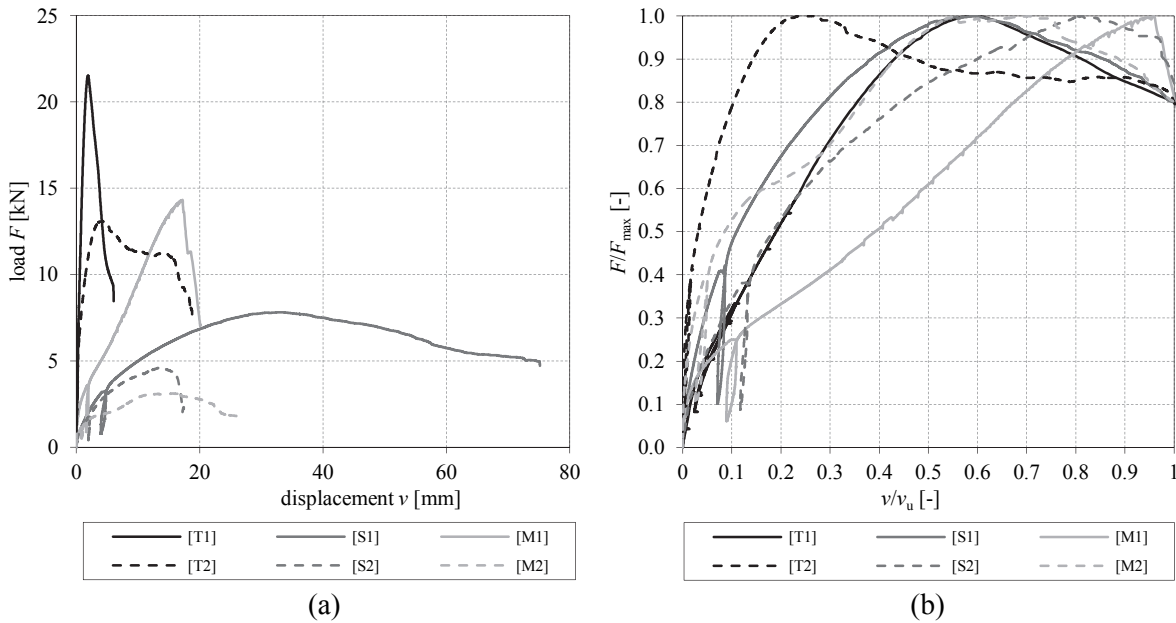 25
20
15
10
5
0
load F [kN]
0 20 40 60 80
displacement v [mm]
[T1] [S1] [M1]
[T2] [S2] [M2]
(a)
1.0
0.9
0.8
0.7
0.6
0.5
0.4
0.3
0.2
0.1
0.0
F/Fmax [-]
0 0.1 0.2 0.3 0.4 0.5 0.6 0.7 0.8 0.9 1
v/vu [-]
[T1] [S1] [M1]
[T2] [S2] [M2]
(b)